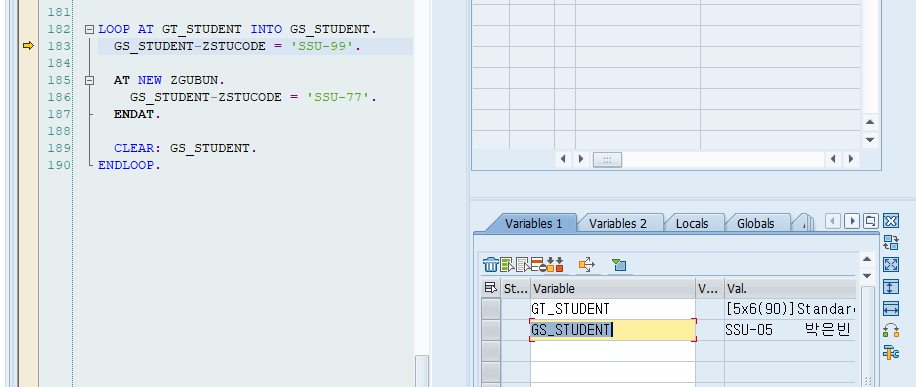 181
182 LOOP AT GT_STUDENT INTO GS_STUDENT.
183 GS_STUDENT-ZSTUCODE = 'SSU-99'.
184
185 AT NEW ZGUBUN.
186 GS_STUDENT-ZSTUCODE = 'SSU-77'.
187 ENDAT.
188
189 CLEAR: GS_STUDENT.
190 ENDLOOP.
Variables 1 Variables 2 Locals Globals
St... Variable V... Val.
GT_STUDENT [5x6(90)]Standar
GS_STUDENT SSU-05 박은빈